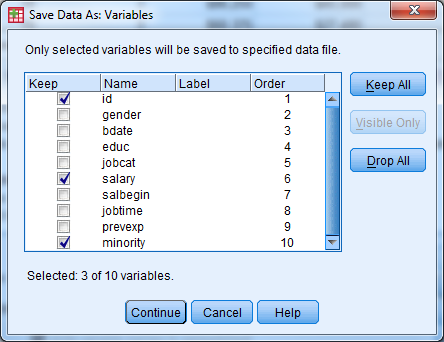 Save Data As: Variables
Only selected variables will be saved to specified data file.
Keep Name Label Order
id 1
gender 2
bdate 3
educ 4
jobcat 5
salary 6
salbegin 7
jobtime 8
prevexp 9
minority 10
Keep All
Visible Only
Drop All
Selected: 3 of 10 variables.
Continue Cancel Help